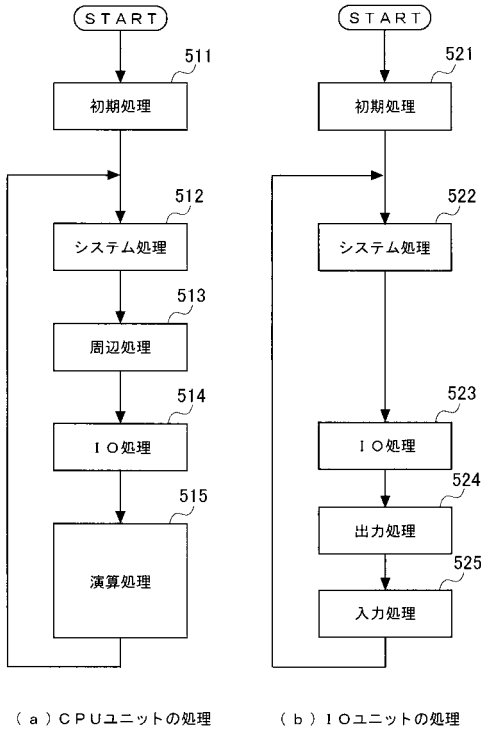 START
511
初期処理
512
システム処理
513
周辺処理
514
IO処理
515
演算処理
(a)CPUユニットの処理
START
521
初期処理
522
システム処理
523
IO処理
524
出力処理
525
入力処理
(b)IOユニットの処理